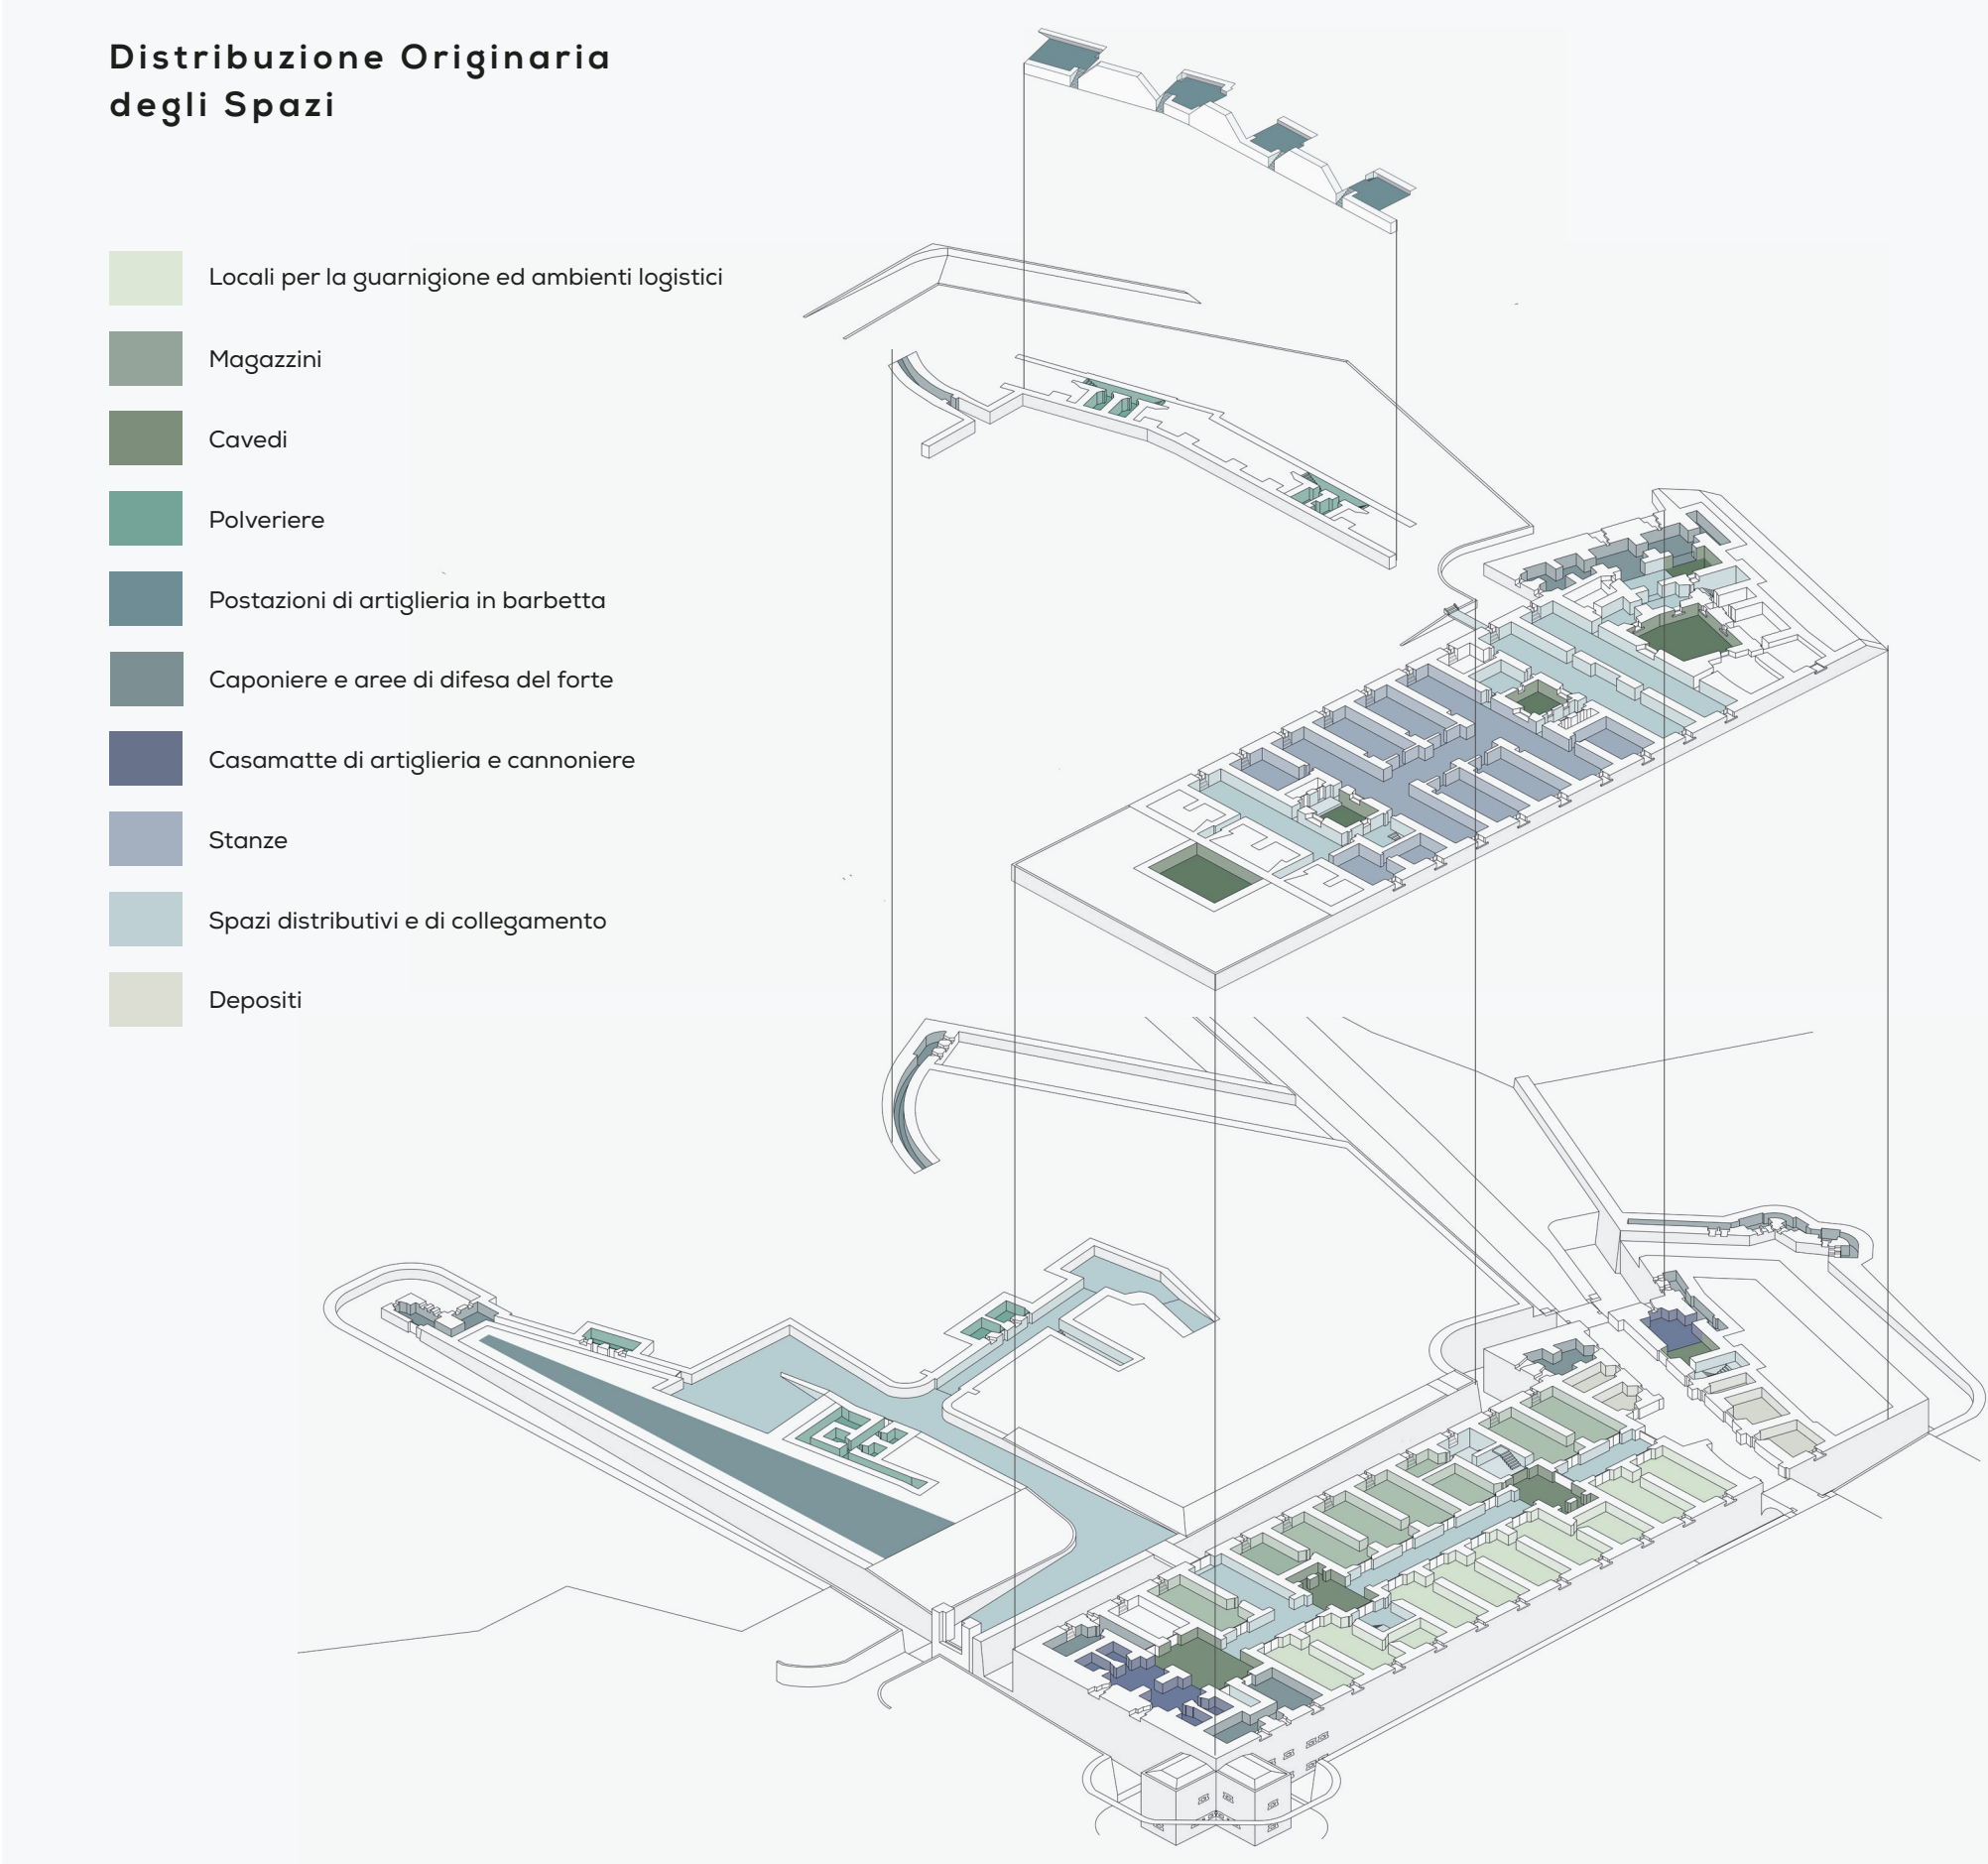 Distribuzione Originaria
degli Spazi
Locali per la guarnigione ed ambienti logistici
Magazzini
Cavedi
Polveriere
Postazioni di artiglieria in barbetta
Caponiere e aree di difesa del forte
Casamatte di artiglieria e cannoniere
Stanze
Spazi distributivi e di collegamento
Depositi